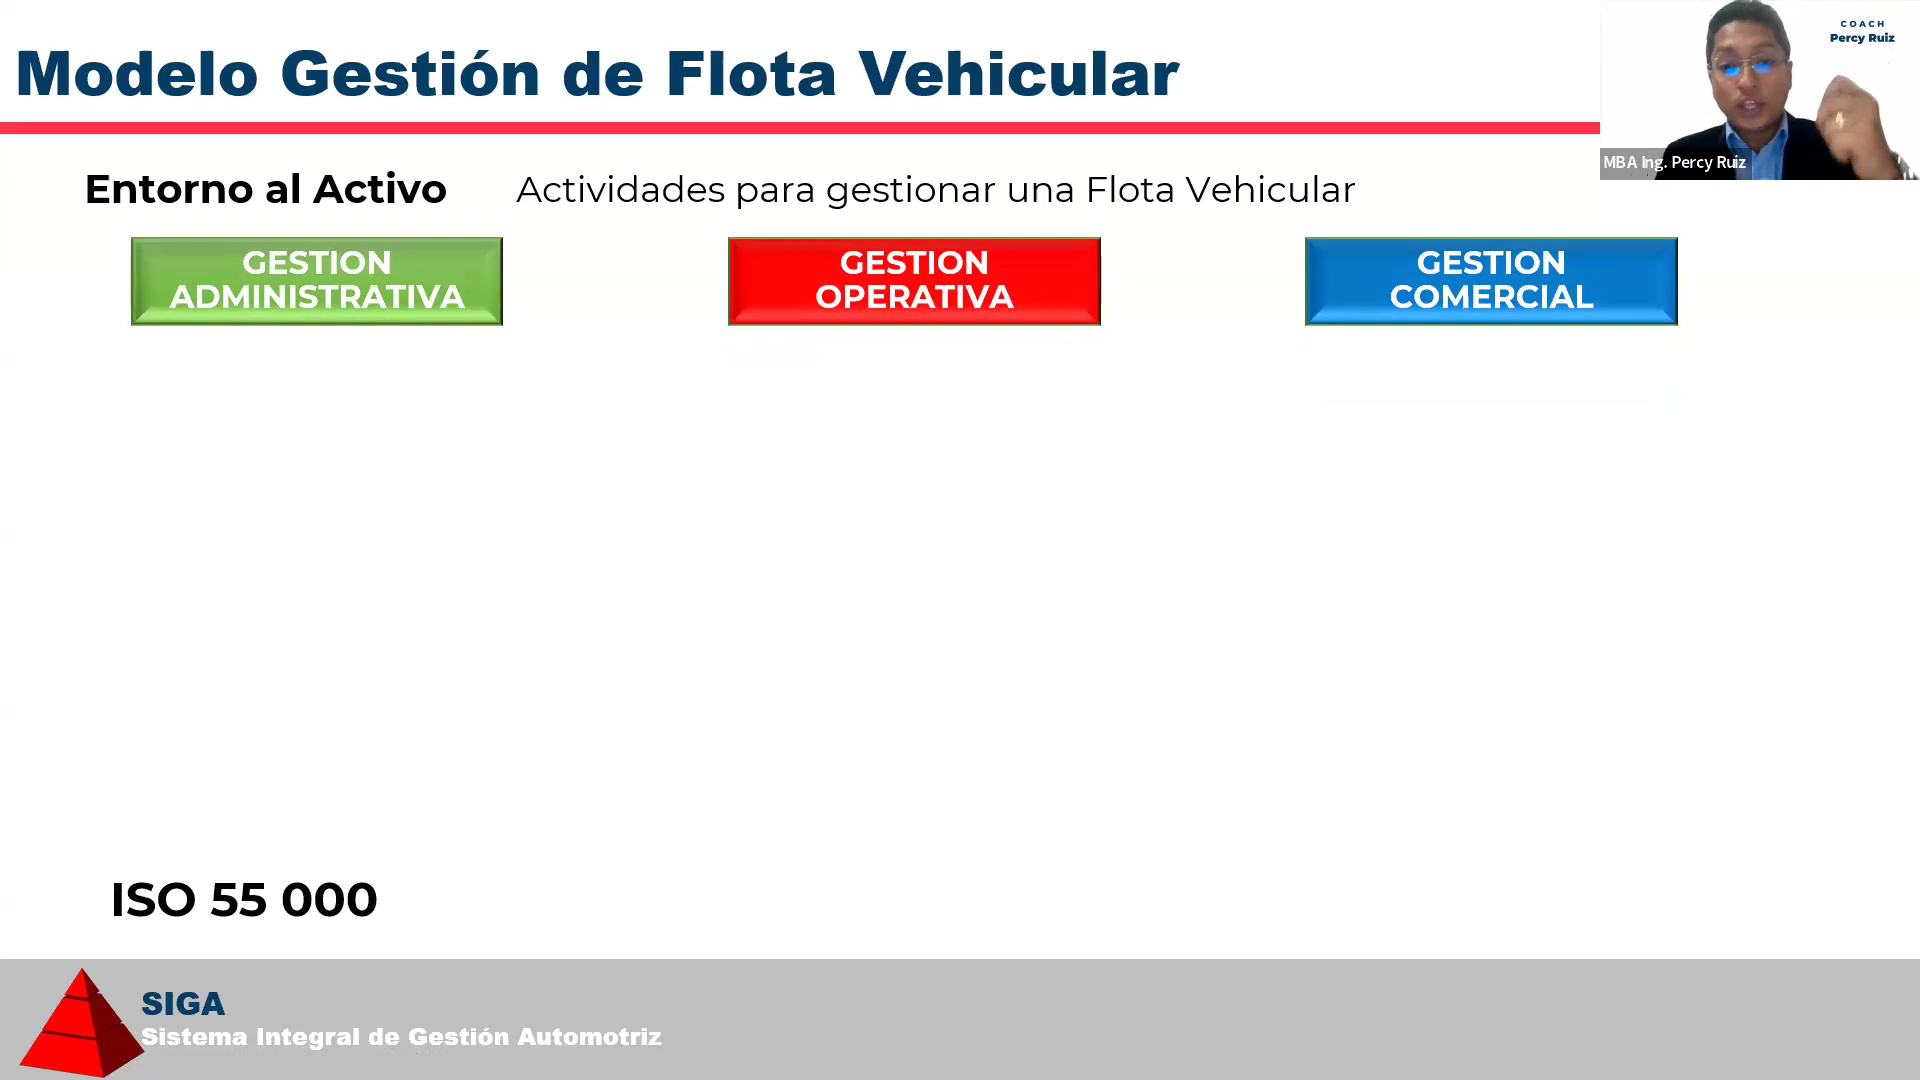 Modelo Gestión de Flota Vehicular
COACH
Percy Ruiz
MBA Ing. Percy Ruiz
Entorno al Activo Actividades para gestionar una Flota Vehicular
GESTION
ADMINISTRATIVA
GESTION
OPERATIVA
GESTION
COMERCIAL
ISO 55 000
SIGA
Sistema Integral de Gestión Automotriz